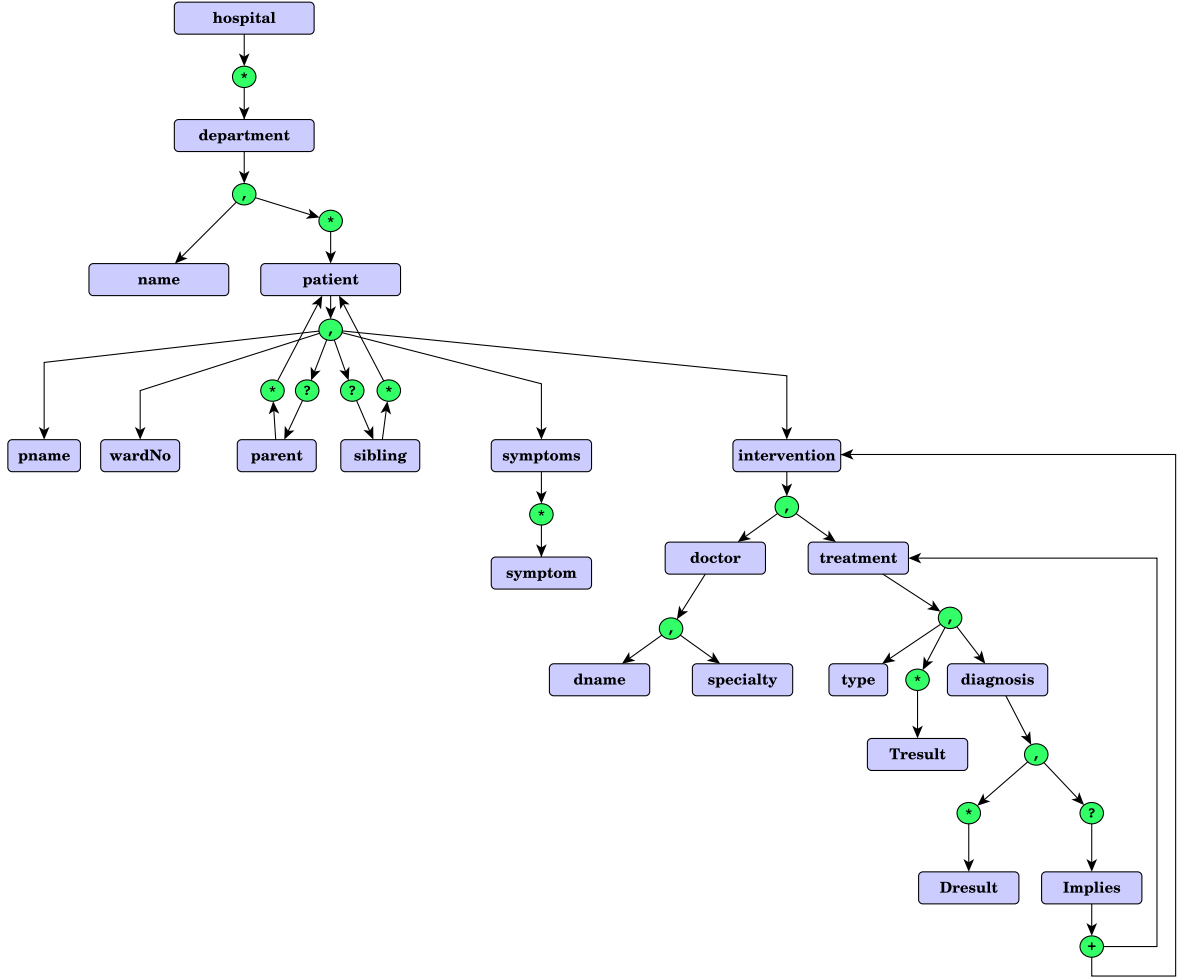 hospital
*
department
,
*
name
patient
,
* ? ? *
pname wardNo parent sibling symptoms intervention
, *
symptom
doctor treatment
, ,
dname specialty type * diagnosis
Tresult
,
* ?
Dresult Implies
+